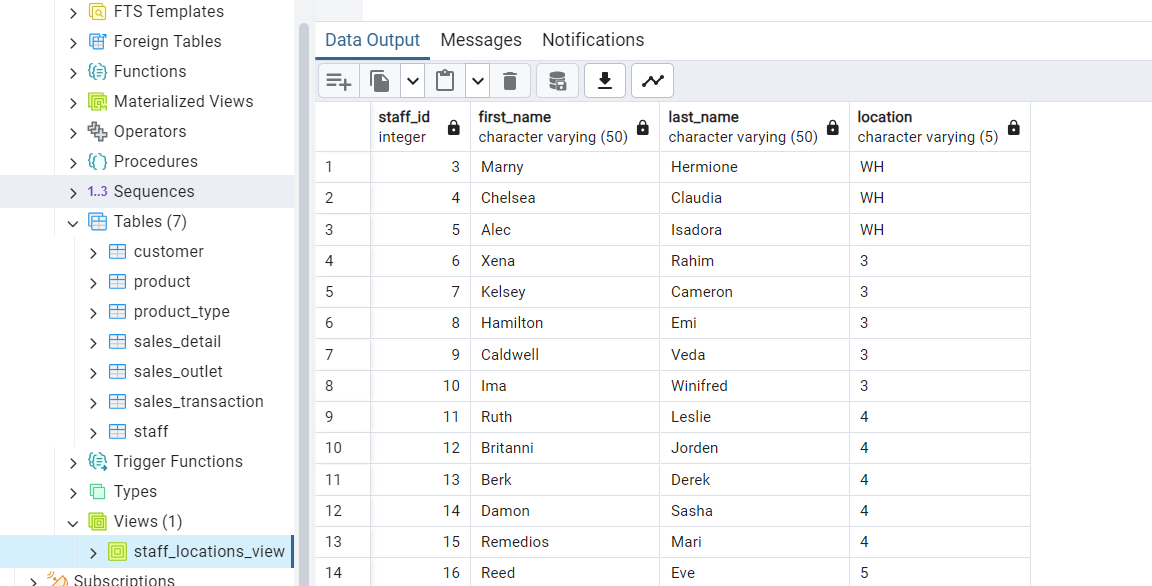 FTS Templates
Foreign Tables
Functions
Materialized Views
Operators
Procedures
1..3 Sequences
Tables (7)
customer
product
product_type
sales_detail
sales_outlet
sales_transaction
staff
Trigger Functions
Types
Views (1)
staff_locations_view
Subscriptions
Data Output Messages Notifications
staff_id first_name last_name location
integer character varying (50) character varying (50) character varying (5)
1 3 Marny Hermione WH
2 4 Chelsea Claudia WH
3 5 Alec Isadora WH
4 6 Xena Rahim 3
5 7 Kelsey Cameron 3
6 8 Hamilton Emi 3
7 9 Caldwell Veda 3
8 10 Ima Winifred 3
9 11 Ruth Leslie 4
10 12 Britanni Jorden 4
11 13 Berk Derek 4
12 14 Damon Sasha 4
13 15 Remedios Mari 4
14 16 Reed Eve 5